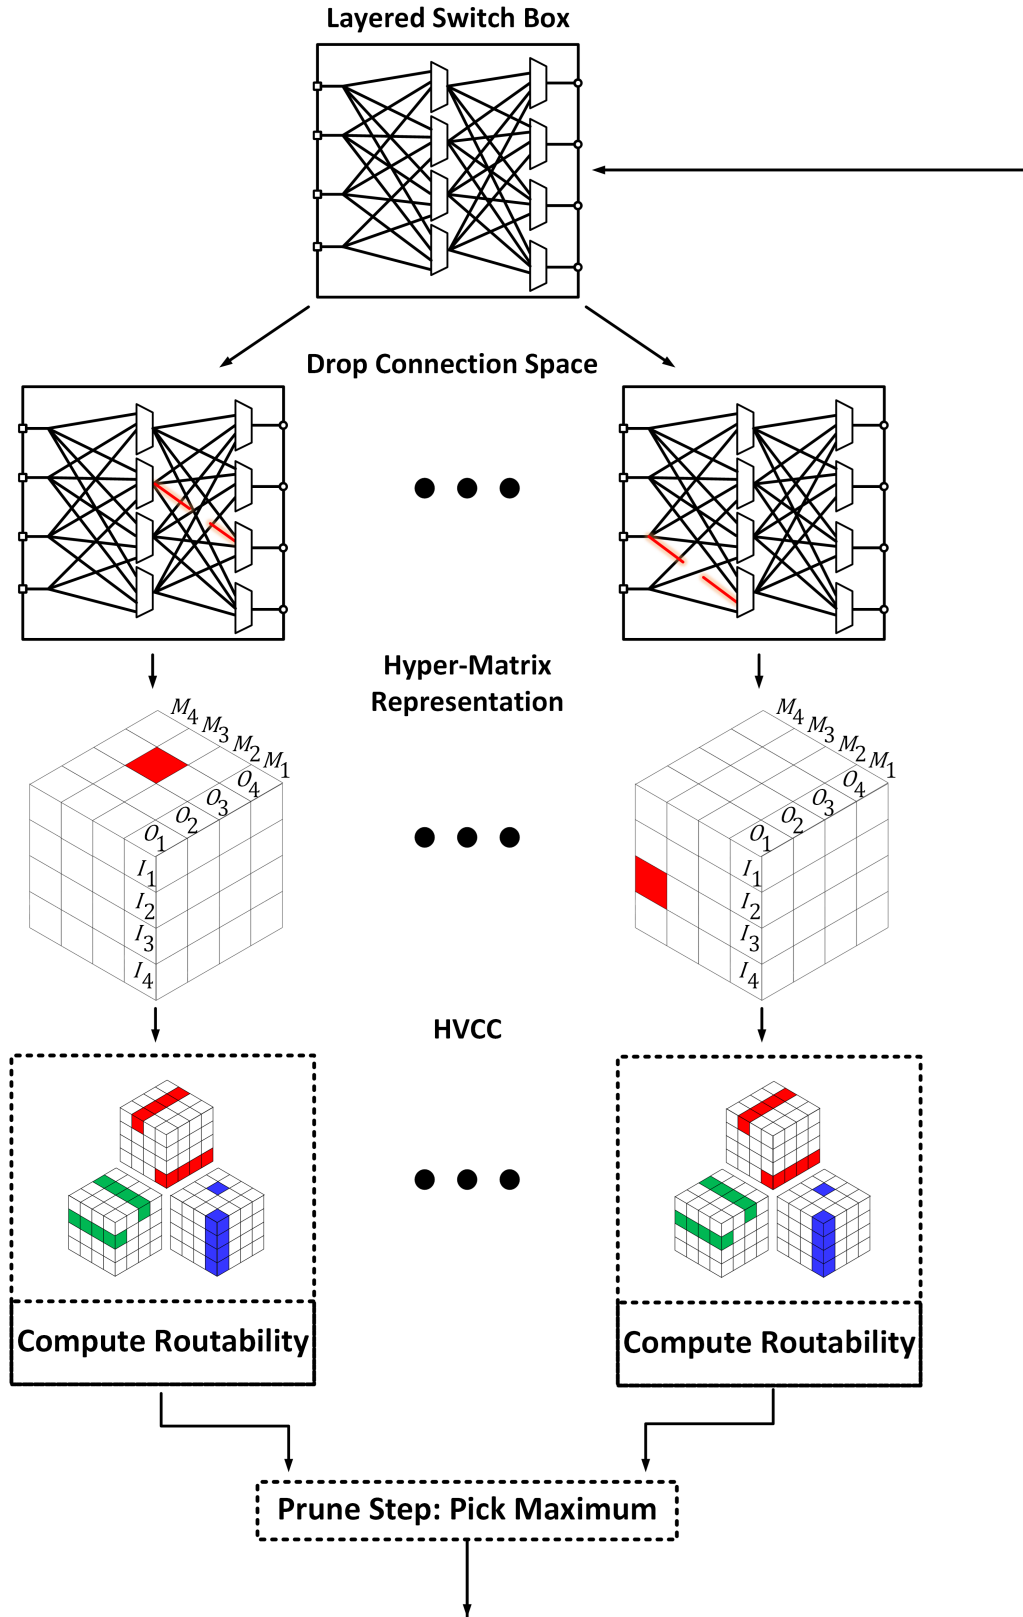 Layered Switch Box
Drop Connection Space
Hyper-Matrix
Representation
M4
M3
M2
M1
O4
O3
O2
O1
I1
I2
I3
I4
M4
M3
M2
M1
O4
O3
O2
O1
I1
I2
I3
I4
HVCC
Compute Routability
Compute Routability
Prune Step: Pick Maximum